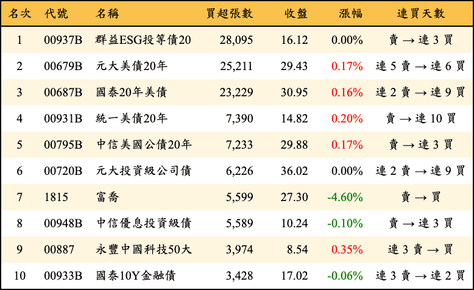 名次 代號 名稱 買超張數 收盤 漲幅 連買天數
1 00937B 群益ESG投等債20 28,095 16.12 0.00% 賣 → 連 3 買
2 00679B 元大美債20年 25,211 29.43 0.17% 連 5 賣 → 連 6 買
3 00687B 國泰20年美債 23,229 30.95 0.16% 連 2 賣 → 連 9 買
4 00931B 統一美債20年 7,390 14.82 0.20% 賣 → 連 10 買
5 00795B 中信美國公債20年 7,233 29.88 0.17% 賣 → 連 3 買
6 00720B 元大投資級公司債 6,226 36.02 0.00% 連 2 賣 → 連 9 買
7 1815 富喬 5,599 27.30 -4.60% 賣 → 買
8 00948B 中信優息投資級債 5,589 10.24 -0.10% 賣 → 連 3 買
9 00887 永豐中國科技50大 3,974 8.54 0.35% 連 3 賣 → 買
10 00933B 國泰10Y金融債 3,428 17.02 -0.06% 連 3 賣 → 連 2 買